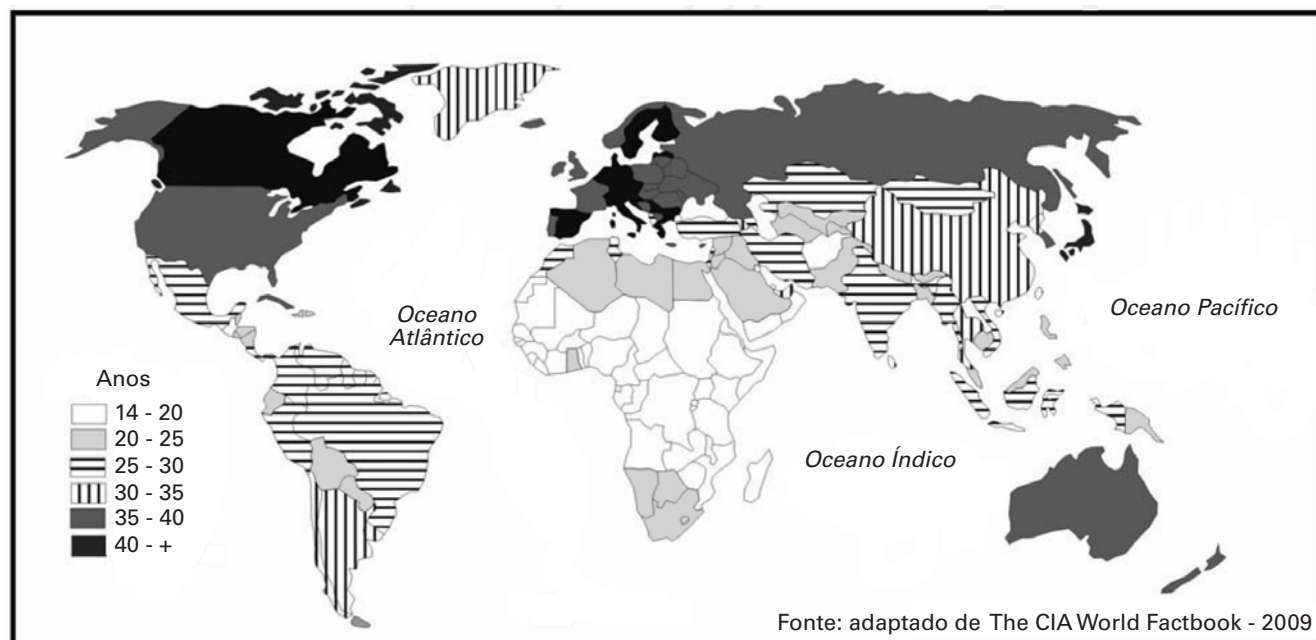 Oceano
Atlântico
Oceano Pacífico
Oceano Índico
Anos
14 - 20
20 - 25
25 - 30
30 - 35
35 - 40
40 - +
Fonte: adaptado de The CIA World Factbook - 2009